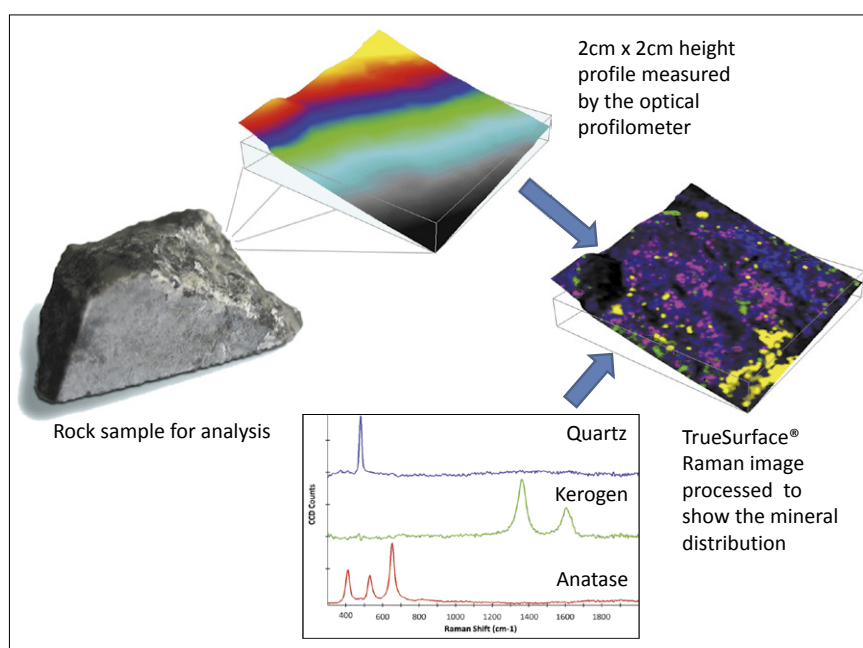 2cm x 2cm height
profile measured
by the optical
profilometer
Rock sample for analysis
Quartz
Kerogen
Anatase
CCD Counts
400 600 800 1000 1200 1400 1600 1800
Raman Shift (cm-1)
TrueSurface®
Raman image
processed to
show the mineral
distribution